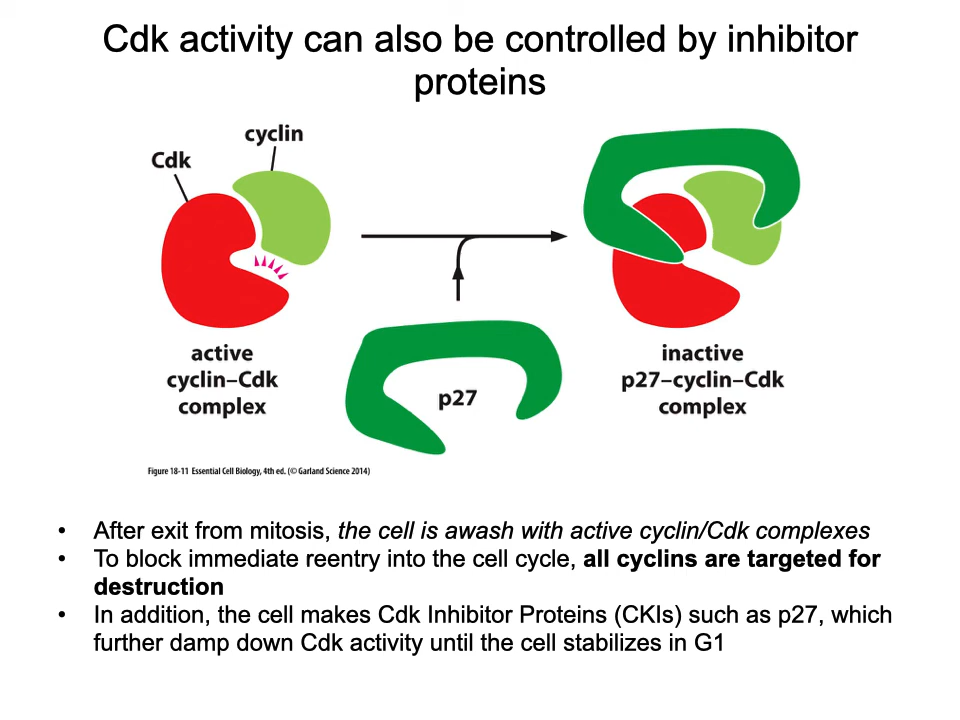 Cdk activity can also be controlled by inhibitor
proteins
cyclin
Cdk
active
cyclin–Cdk
complex
p27
inactive
p27–cyclin–Cdk
complex
Figure 18-11 Essential Cell Biology, 4th ed. (© Garland Science 2014)
• After exit from mitosis, the cell is awash with active cyclin/Cdk complexes
• To block immediate reentry into the cell cycle, all cyclins are targeted for
destruction
• In addition, the cell makes Cdk Inhibitor Proteins (CKIs) such as p27, which
further damp down Cdk activity until the cell stabilizes in G1